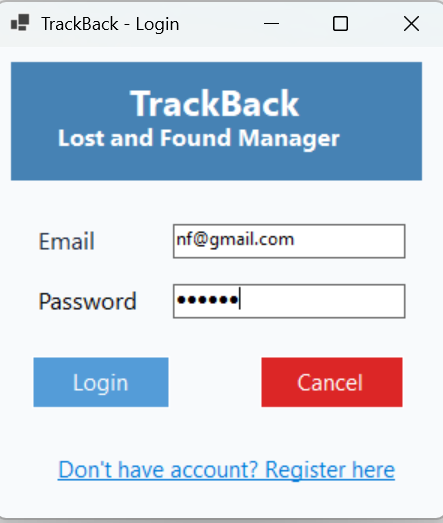 TrackBack - Login
TrackBack
Lost and Found Manager
Email nf@gmail.com
Password ••••••
Login Cancel
Don't have account? Register here